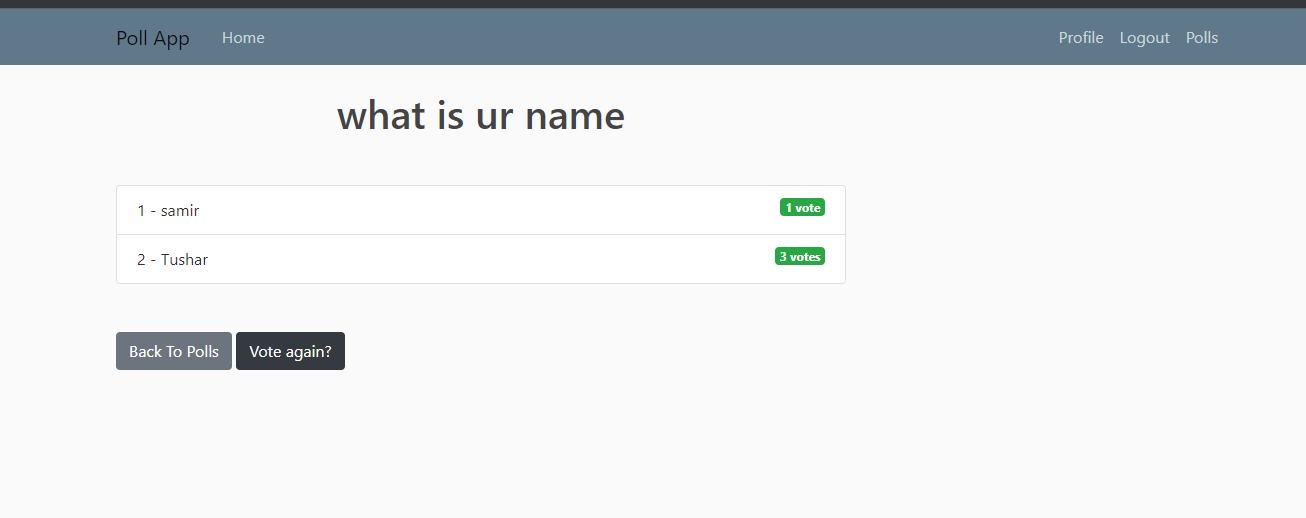 Poll App Home Profile Logout Polls
what is ur name
1 - samir 1 vote
2 - Tushar 3 votes
Back To Polls Vote again?